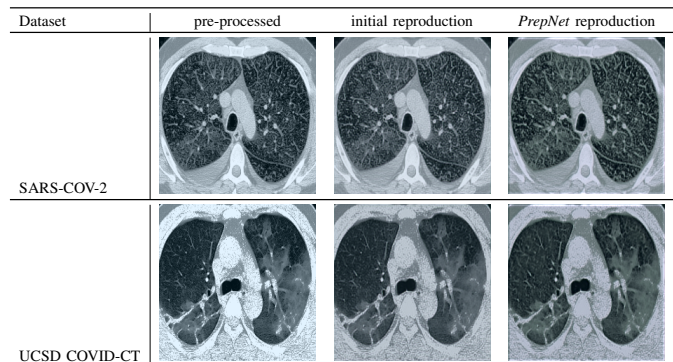 Dataset pre-processed initial reproduction PrepNet reproduction
SARS-COV-2
UCSD COVID-CT